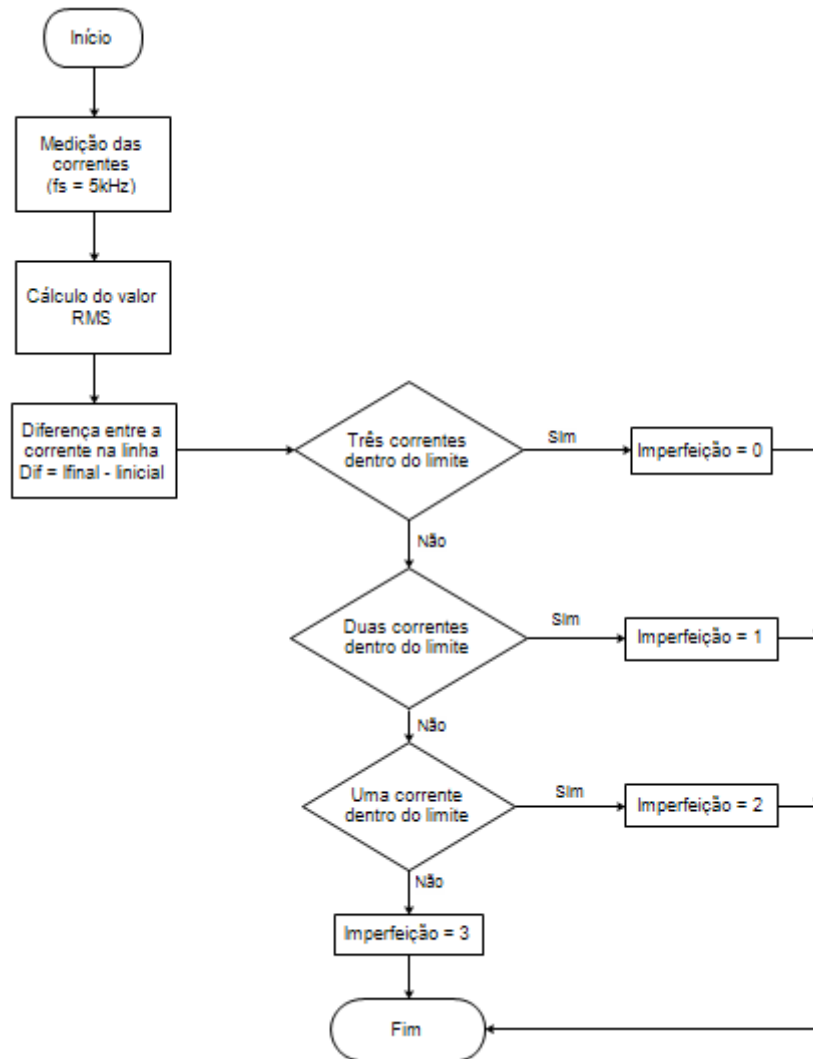 Início
Medição das
correntes
(fs = 5kHz)
Cálculo do valor
RMS
Diferença entre a
corrente na linha
Dif = Ifinal - Iinicial
Três correntes
dentro do limite
Sim
Imperfeição = 0
Não
Duas correntes
dentro do limite
Sim
Imperfeição = 1
Não
Uma corrente
dentro do limite
Sim
Imperfeição = 2
Não
Imperfeição = 3
Fim